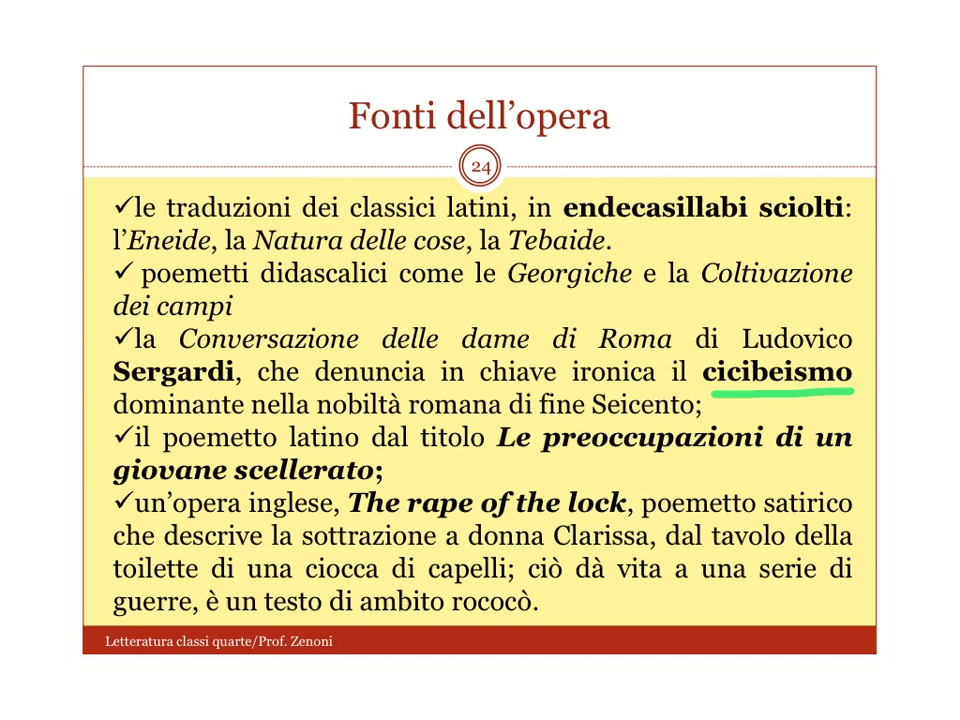 Fonti dell'opera
24
✓le traduzioni dei classici latini, in endecasillabi sciolti:
l'Eneide, la Natura delle cose, la Tebaide.
✓ poemetti didascalici come le Georgiche e la Coltivazione
dei campi
✓la Conversazione delle dame di Roma di Ludovico
Sergardi, che denuncia in chiave ironica il cicibeismo
dominante nella nobiltà romana di fine Seicento;
✓il poemetto latino dal titolo Le preoccupazioni di un
giovane scellerato;
✓un'opera inglese, The rape of the lock, poemetto satirico
che descrive la sottrazione a donna Clarissa, dal tavolo della
toilette di una ciocca di capelli; ciò dà vita a una serie di
guerre, è un testo di ambito rococò.
Letteratura classi quarte/Prof. Zenoni